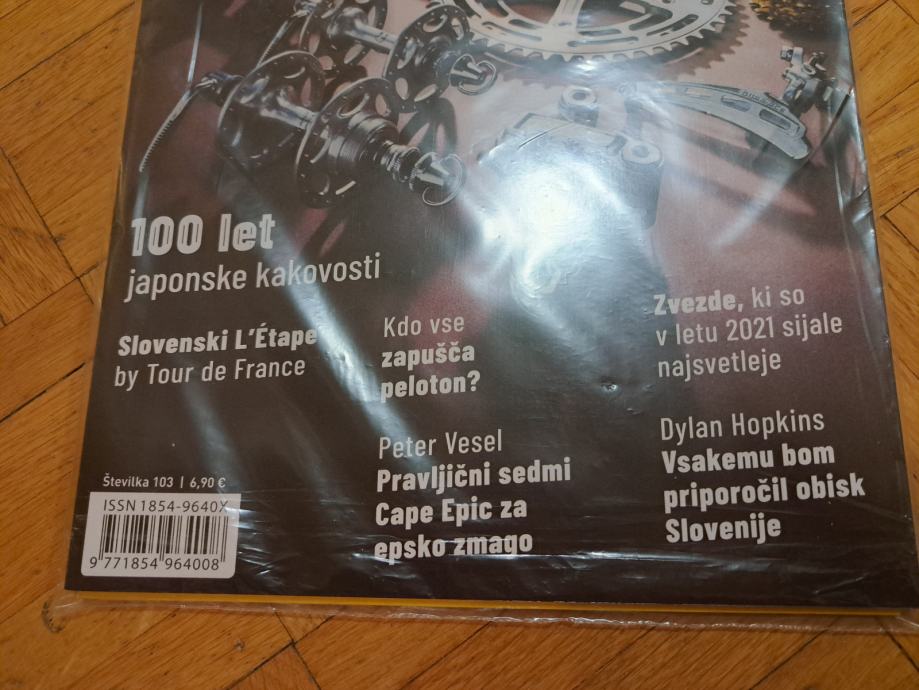 100 let
japonske kakovosti
Slovenski L'Étape
by Tour de France
Kdo vse
zapušča
peloton?
Zvezde, ki so
v letu 2021 sijale
najsvetleje
Peter Vesel
Pravljični sedmi
Cape Epic za
epsko zmago
Dylan Hopkins
Vsakemu bom
priporočil obisk
Slovenije
Številka 103 | 6,90 €
ISSN 1854-9640X
9 771854 964008